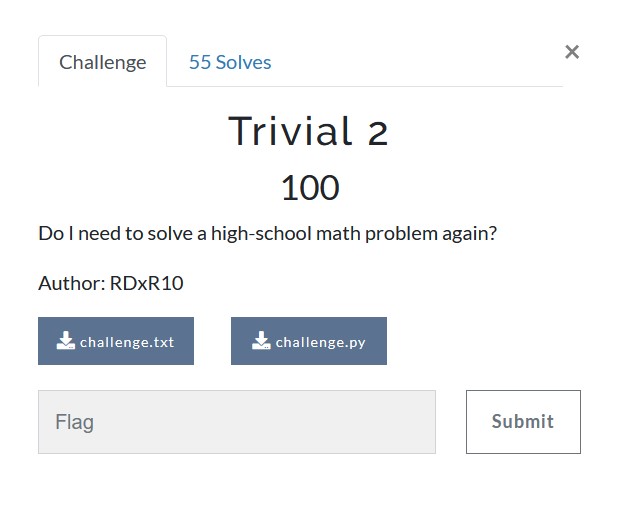 Challenge 55 Solves ×
Trivial 2
100
Do I need to solve a high-school math problem again?
Author: RDxR10
challenge.txt challenge.py
Flag Submit